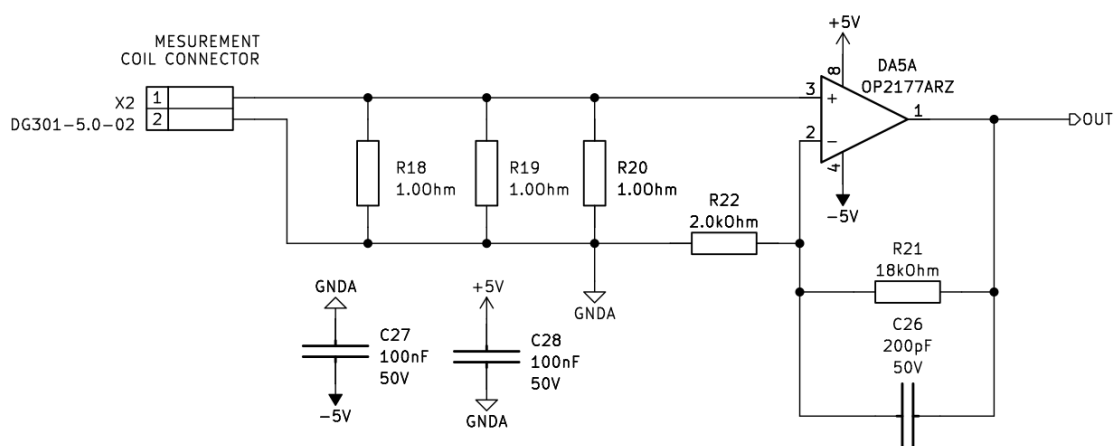 MESUREMENT
COIL CONNECTOR
X2
DG301-5.0-02
1
2
R18
1.0Ohm
R19
1.0Ohm
R20
1.0Ohm
R22
2.0kOhm
+5V
8
DA5A
OP2177ARZ
3
+
2
-
1
4
-5V
OUT
R21
18kOhm
C26
200pF
50V
GNDA
GNDA
C27
100nF
50V
-5V
+5V
C28
100nF
50V
GNDA